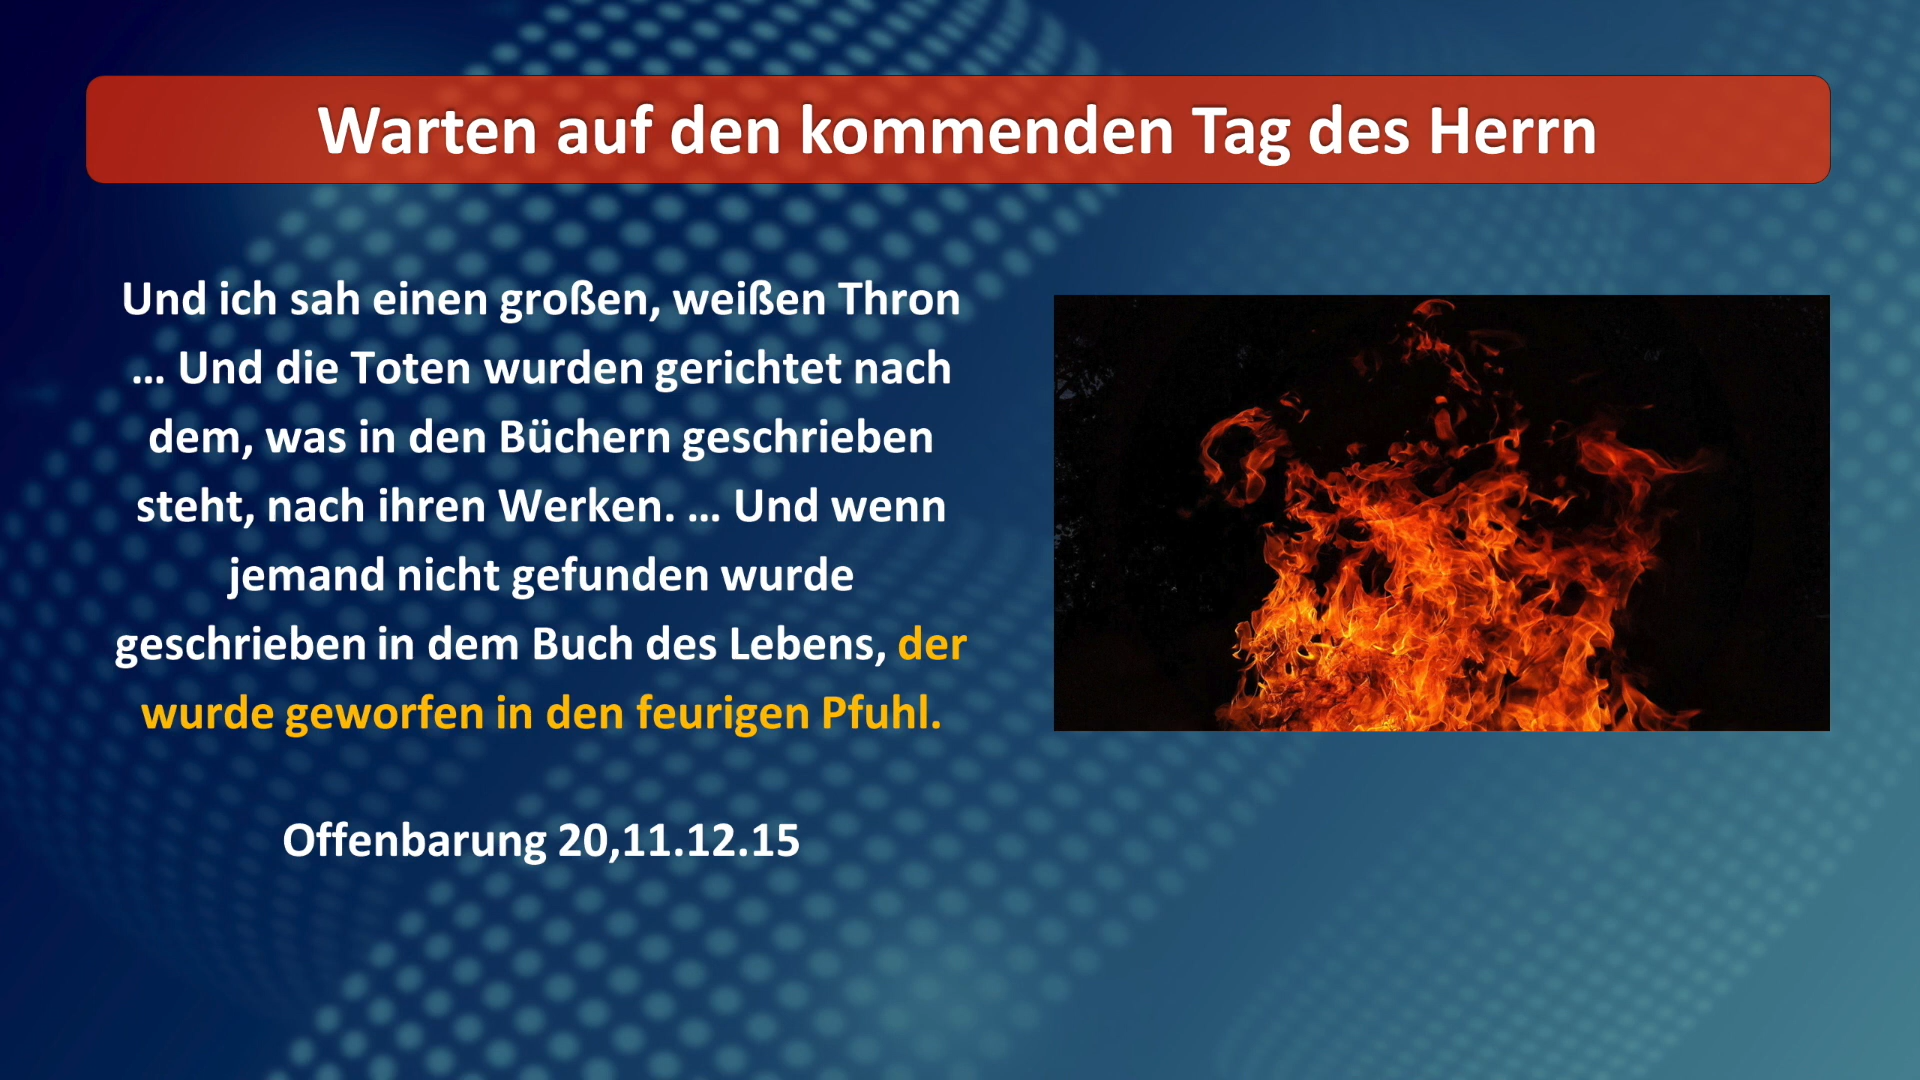 Warten auf den kommenden Tag des Herrn
Und ich sah einen großen, weißen Thron
… Und die Toten wurden gerichtet nach
dem, was in den Büchern geschrieben
steht, nach ihren Werken. … Und wenn
jemand nicht gefunden wurde
geschrieben in dem Buch des Lebens, der
wurde geworfen in den feurigen Pfuhl.
Offenbarung 20,11.12.15